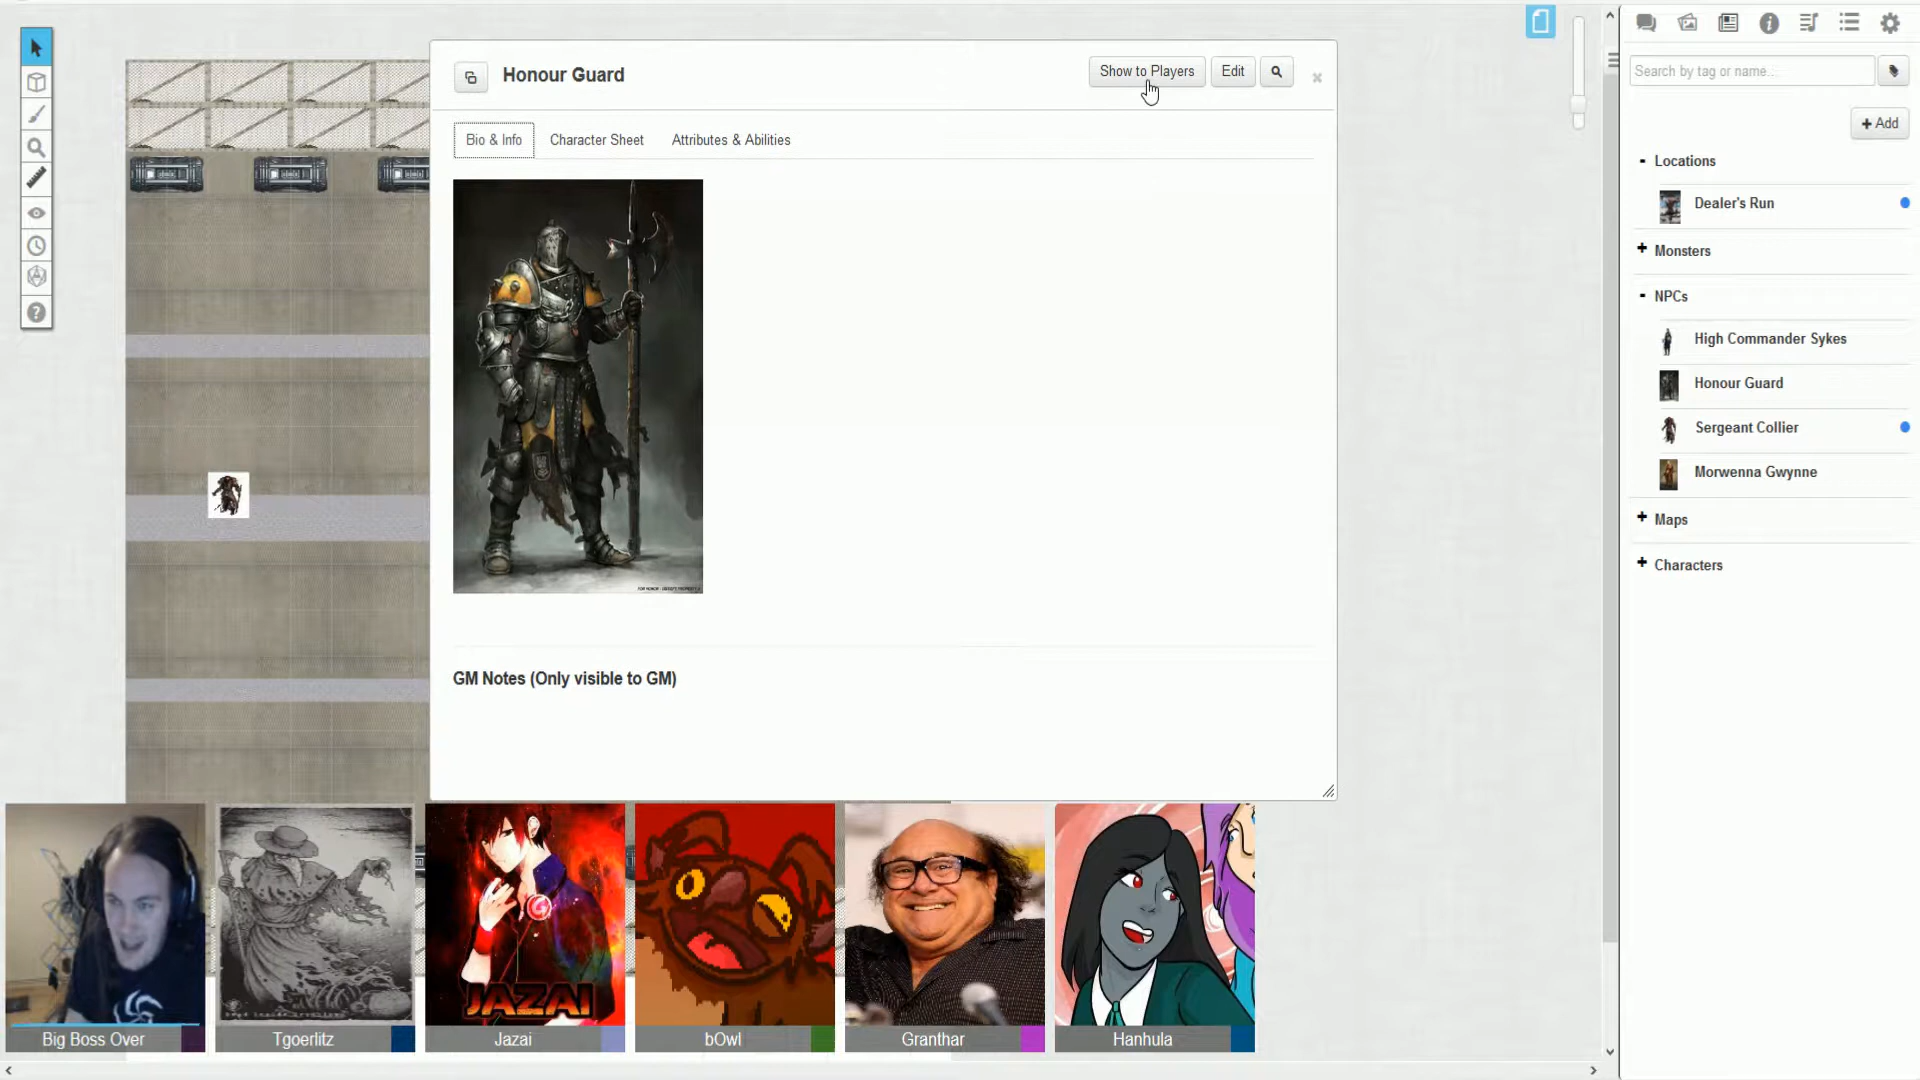 Honour Guard
Show to Players
Edit
Bio & Info
Character Sheet
Attributes & Abilities
GM Notes (Only visible to GM)
Search by tag or name...
+ Add
- Locations
Dealer's Run
+ Monsters
- NPCs
High Commander Sykes
Honour Guard
Sergeant Collier
Morwenna Gwynne
+ Maps
+ Characters
JAZAI
Big Boss Over
Tgoerlitz
Jazai
bOwl
Granthar
Hanhula